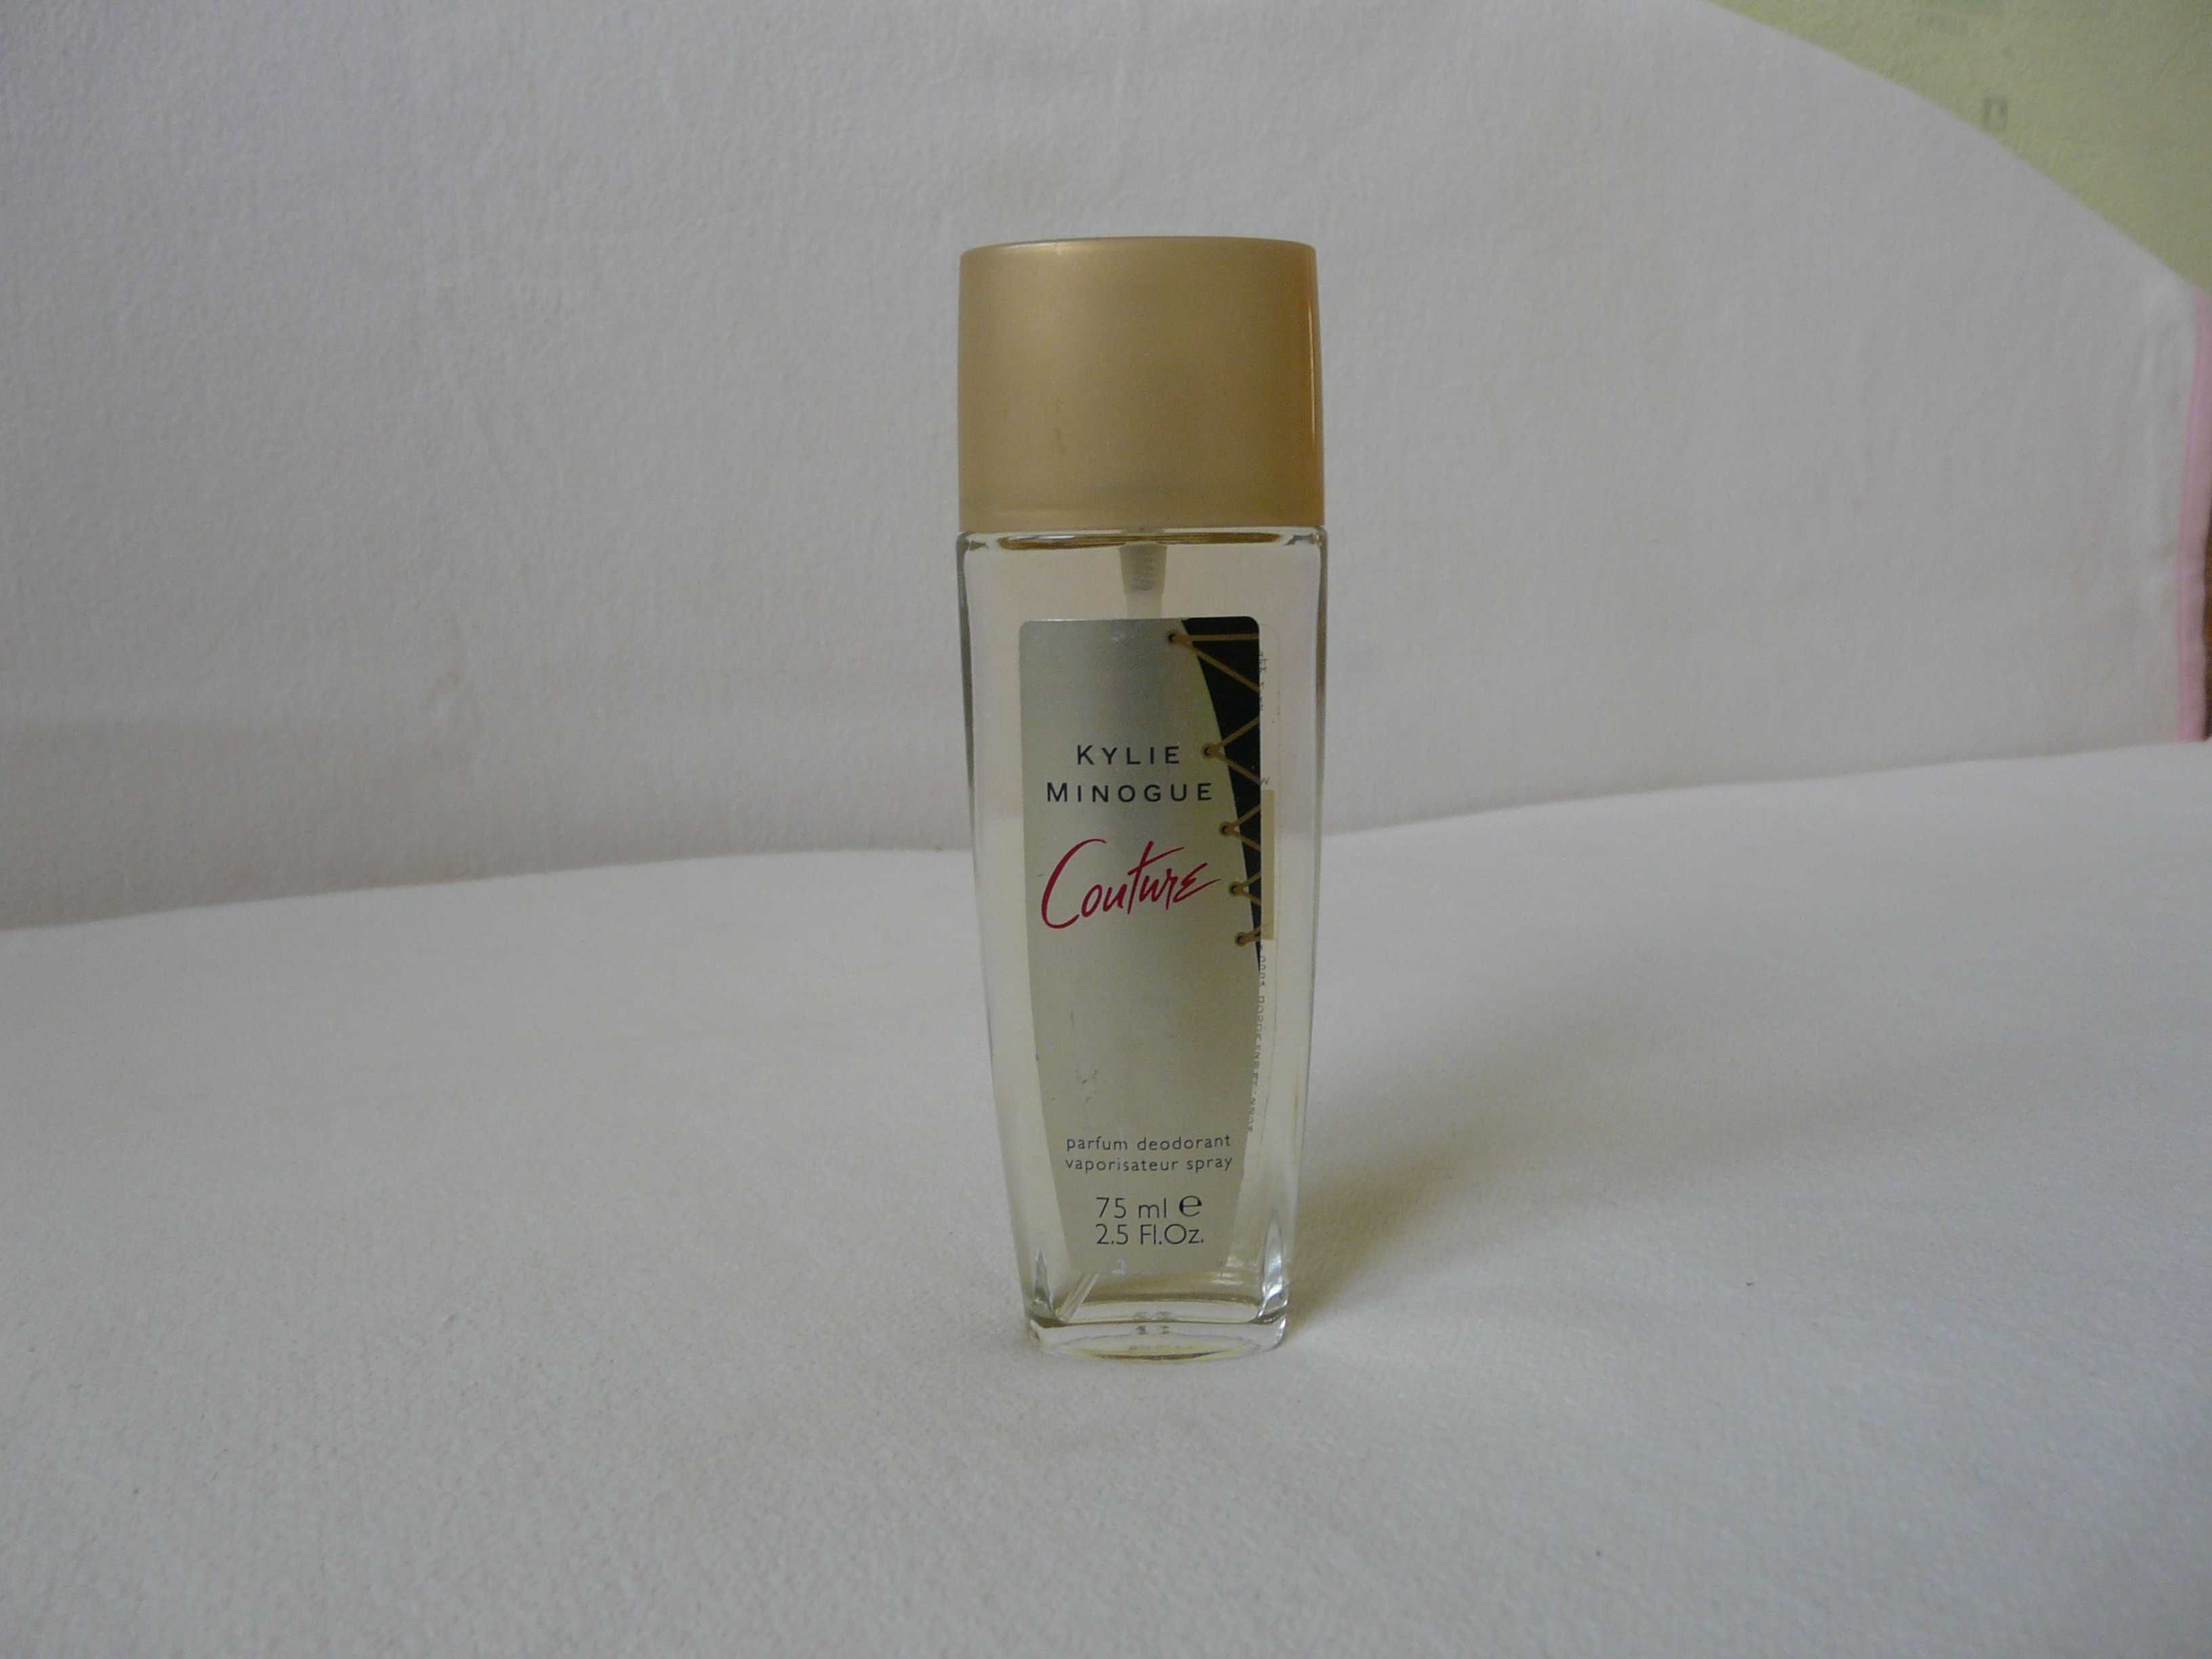 KYLIE
MINOGUE
Couture
parfum deodorant
vaporisateur spray
75 ml e
2.5 Fl.Oz.